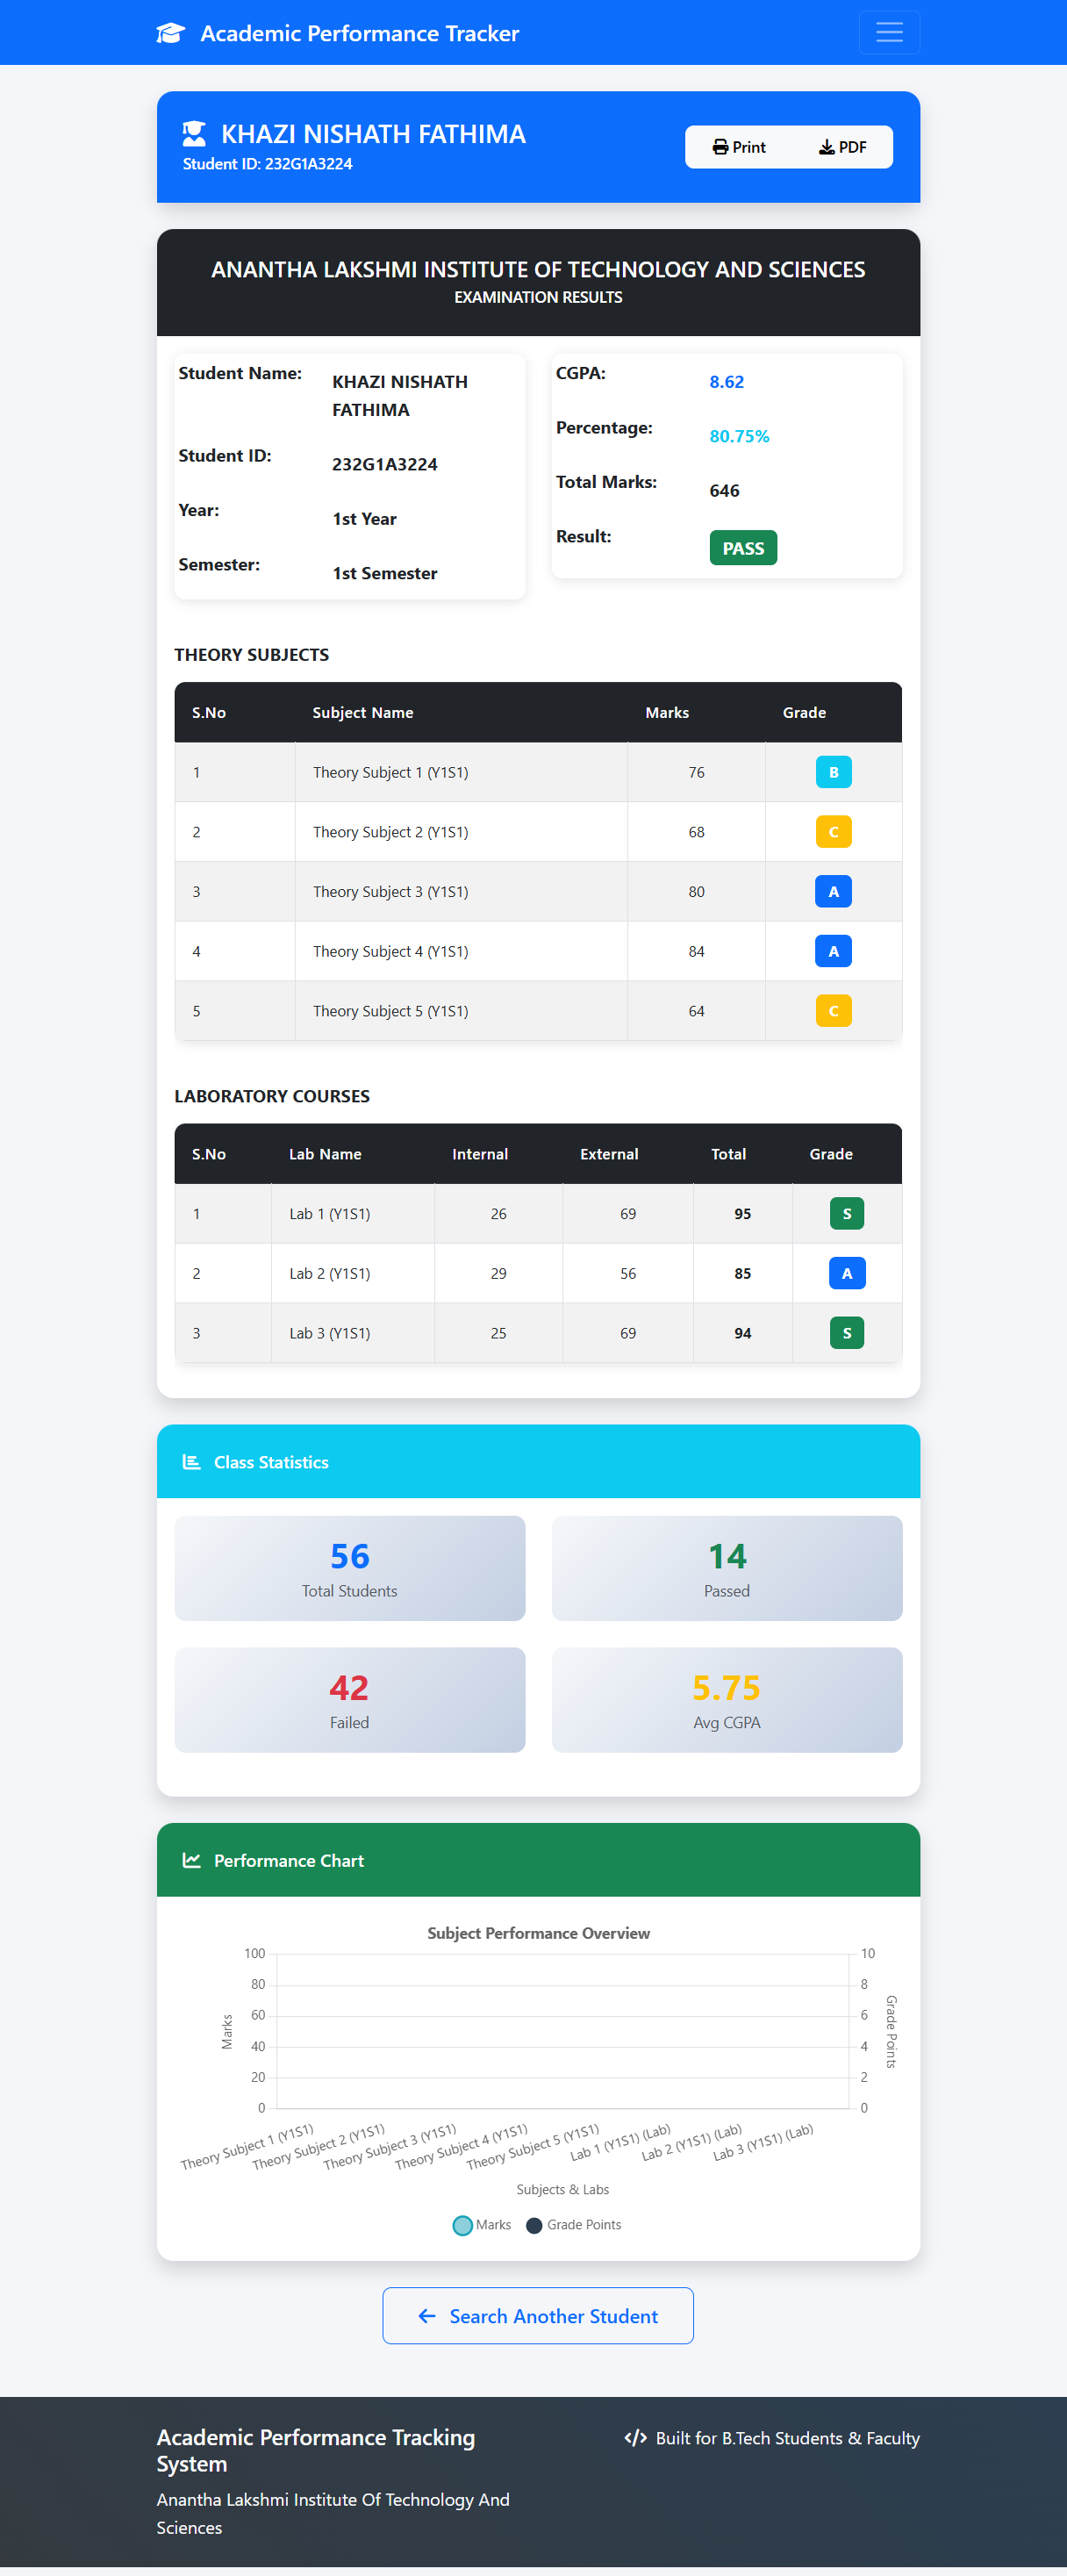 Academic Performance Tracker
KHAZI NISHATH FATHIMA
Student ID: 232G1A3224
Print PDF
ANANTHA LAKSHMI INSTITUTE OF TECHNOLOGY AND SCIENCES
EXAMINATION RESULTS
Student Name: KHAZI NISHATH
FATHIMA
Student ID: 232G1A3224
Year: 1st Year
Semester: 1st Semester
CGPA: 8.62
Percentage: 80.75%
Total Marks: 646
Result: PASS
THEORY SUBJECTS
S.No Subject Name Marks Grade
1 Theory Subject 1 (Y1S1) 76 B
2 Theory Subject 2 (Y1S1) 68 C
3 Theory Subject 3 (Y1S1) 80 A
4 Theory Subject 4 (Y1S1) 84 A
5 Theory Subject 5 (Y1S1) 64 C
LABORATORY COURSES
S.No Lab Name Internal External Total Grade
1 Lab 1 (Y1S1) 26 69 95 S
2 Lab 2 (Y1S1) 29 56 85 A
3 Lab 3 (Y1S1) 25 69 94 S
Class Statistics
56
Total Students
14
Passed
42
Failed
5.75
Avg CGPA
Performance Chart
Subject Performance Overview
100
80
60
40
20
0
Marks
10
8
6
4
2
0
Grade Points
Theory Subject 1 (Y1S1)
Theory Subject 2 (Y1S1)
Theory Subject 3 (Y1S1)
Theory Subject 4 (Y1S1)
Theory Subject 5 (Y1S1)
Lab 1 (Y1S1) (Lab)
Lab 2 (Y1S1) (Lab)
Lab 3 (Y1S1) (Lab)
Subjects & Labs
Marks Grade Points
Search Another Student
Academic Performance Tracking
System
Anantha Lakshmi Institute Of Technology And
Sciences
Built for B.Tech Students & Faculty